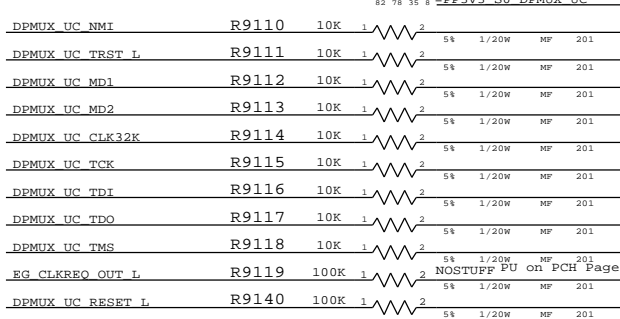 82 78 35 8 =PP3V3_S0_DPMUX_UC
DPMUX_UC_NMI R9110 10K 1 2
5% 1/20W MF 201
DPMUX_UC_TRST_L R9111 10K 1 2
5% 1/20W MF 201
DPMUX_UC_MD1 R9112 10K 1 2
5% 1/20W MF 201
DPMUX_UC_MD2 R9113 10K 1 2
5% 1/20W MF 201
DPMUX_UC_CLK32K R9114 10K 1 2
5% 1/20W MF 201
DPMUX_UC_TCK R9115 10K 1 2
5% 1/20W MF 201
DPMUX_UC_TDI R9116 10K 1 2
5% 1/20W MF 201
DPMUX_UC_TDO R9117 10K 1 2
5% 1/20W MF 201
DPMUX_UC_TMS R9118 10K 1 2
5% 1/20W MF 201
EG_CLKREQ_OUT_L R9119 100K 1 2 NOSTUFF PU on PCH Page
5% 1/20W MF 201
DPMUX_UC_RESET_L R9140 100K 1 2
5% 1/20W MF 201